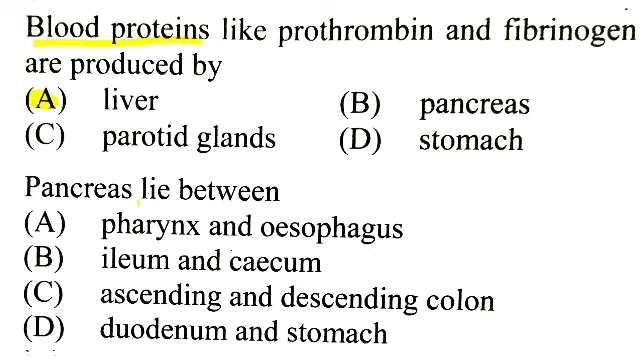 Blood proteins like prothrombin and fibrinogen
are produced by
(A) liver (B) pancreas
(C) parotid glands (D) stomach
Pancreas lie between
(A) pharynx and oesophagus
(B) ileum and caecum
(C) ascending and descending colon
(D) duodenum and stomach